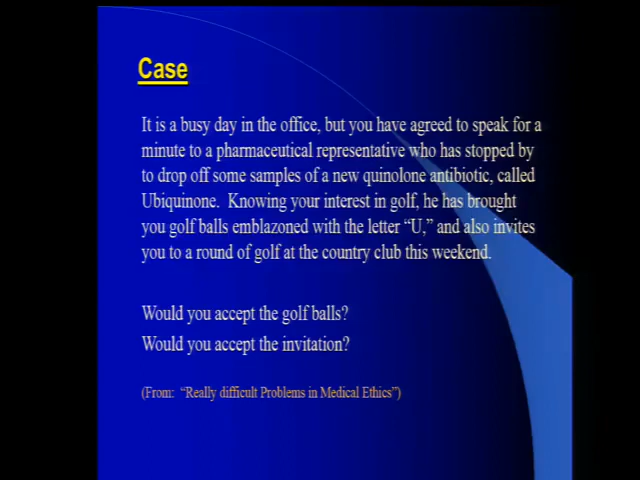 Case
It is a busy day in the office, but you have agreed to speak for a
minute to a pharmaceutical representative who has stopped by
to drop off some samples of a new quinolone antibiotic, called
Ubiquinone.  Knowing your interest in golf, he has brought
you golf balls emblazoned with the letter “U,” and also invites
you to a round of golf at the country club this weekend.
Would you accept the golf balls?
Would you accept the invitation?
(From:  “Really difficult Problems in Medical Ethics”)